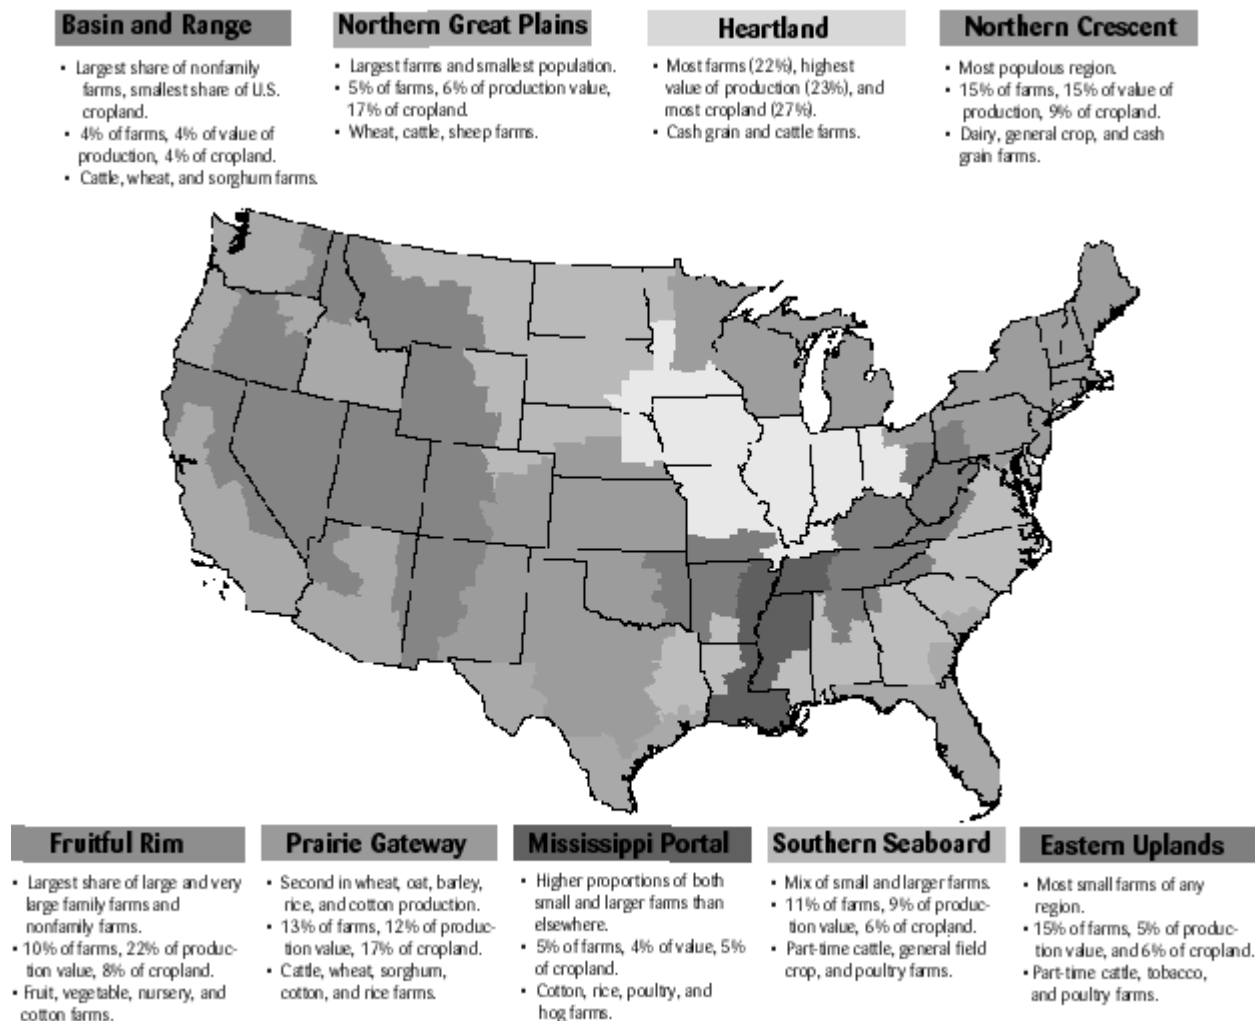 Basin and Range
• Largest share of nonfamily
farms, smallest share of U.S.
cropland.
• 4% of farms, 4% of value of
production, 4% of cropland.
• Cattle, wheat, and sorghum farms.
Northern Great Plains
• Largest farms and smallest population.
• 5% of farms, 6% of production value,
17% of cropland.
• Wheat, cattle, sheep farms.
Heartland
• Most farms (22%), highest
value of production (23%), and
most cropland (27%).
• Cash grain and cattle farms.
Northern Crescent
• Most populous region.
• 15% of farms, 15% of value of
production, 9% of cropland.
• Dairy, general crop, and cash
grain farms.
Fruitful Rim
• Largest share of large and very
large family farms and
nonfamily farms.
• 10% of farms, 22% of produc-
tion value, 8% of cropland.
• Fruit, vegetable, nursery, and
cotton farms.
Prairie Gateway
• Second in wheat, oat, barley,
rice, and cotton production.
• 13% of farms, 12% of produc-
tion value, 17% of cropland.
• Cattle, wheat, sorghum,
cotton, and rice farms.
Mississippi Portal
• Higher proportions of both
small and larger farms than
elsewhere.
• 5% of farms, 4% of value, 5%
of cropland.
• Cotton, rice, poultry, and
hog farms.
Southern Seaboard
• Mix of small and larger farms.
• 11% of farms, 9% of produc-
tion value, 6% of cropland.
• Part-time cattle, general field
crop, and poultry farms.
Eastern Uplands
• Most small farms of any
region.
• 15% of farms, 5% of produc-
tion value, and 6% of cropland.
• Part-time cattle, tobacco,
and poultry farms.